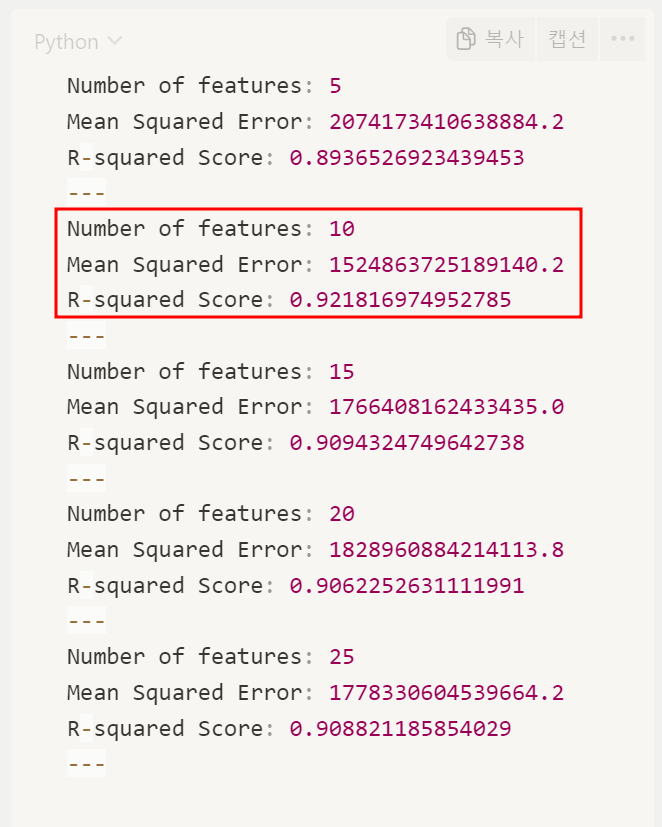 Python
복사 캡션
Number of features: 5
Mean Squared Error: 2074173410638884.2
R-squared Score: 0.8936526923439453
---
Number of features: 10
Mean Squared Error: 1524863725189140.2
R-squared Score: 0.921816974952785
---
Number of features: 15
Mean Squared Error: 1766408162433435.0
R-squared Score: 0.9094324749642738
---
Number of features: 20
Mean Squared Error: 1828960884214113.8
R-squared Score: 0.9062252631111991
---
Number of features: 25
Mean Squared Error: 1778330604539664.2
R-squared Score: 0.908821185854029
---